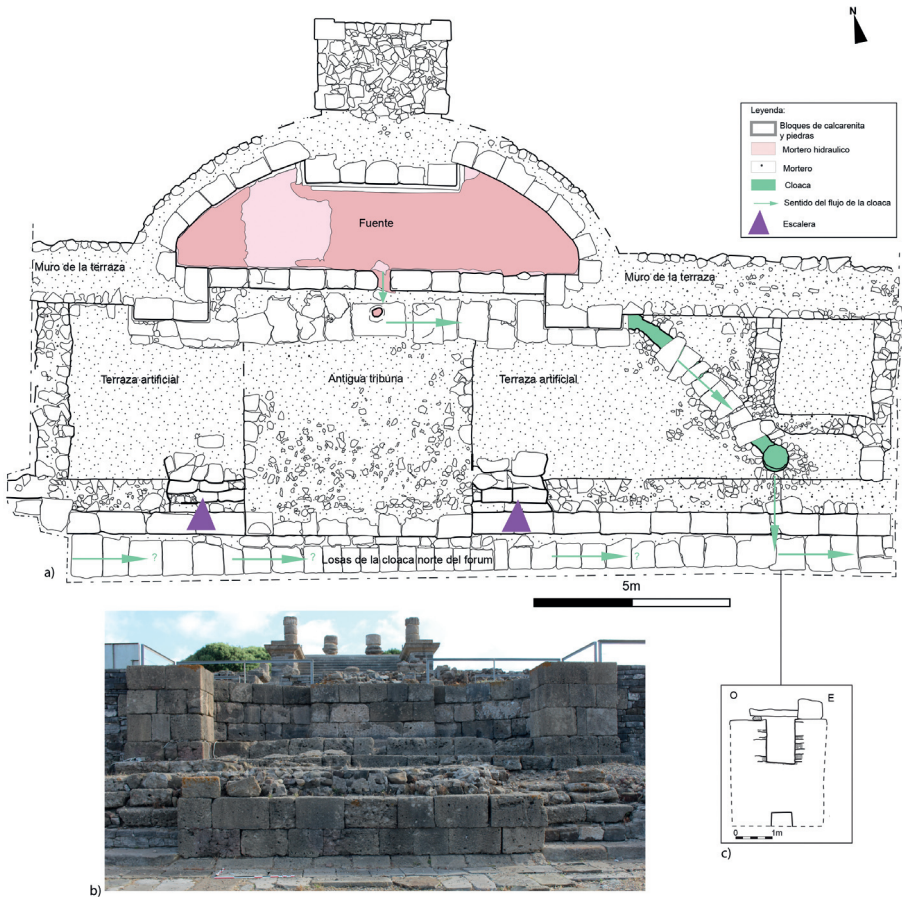 N
Leyenda:
Bloques de calcarenita
y piedras
Mortero hidraulico
Mortero
Cloaca
Sentido del flujo de la cloaca
Escalera
Fuente
Muro de la terraza
Muro de la terraza
Terraza artificial
Antigua tribuna
Terraza artificial
? ? Losas de la cloaca norte del forum ?
a)
5m
O E
0 1m
c)
b)